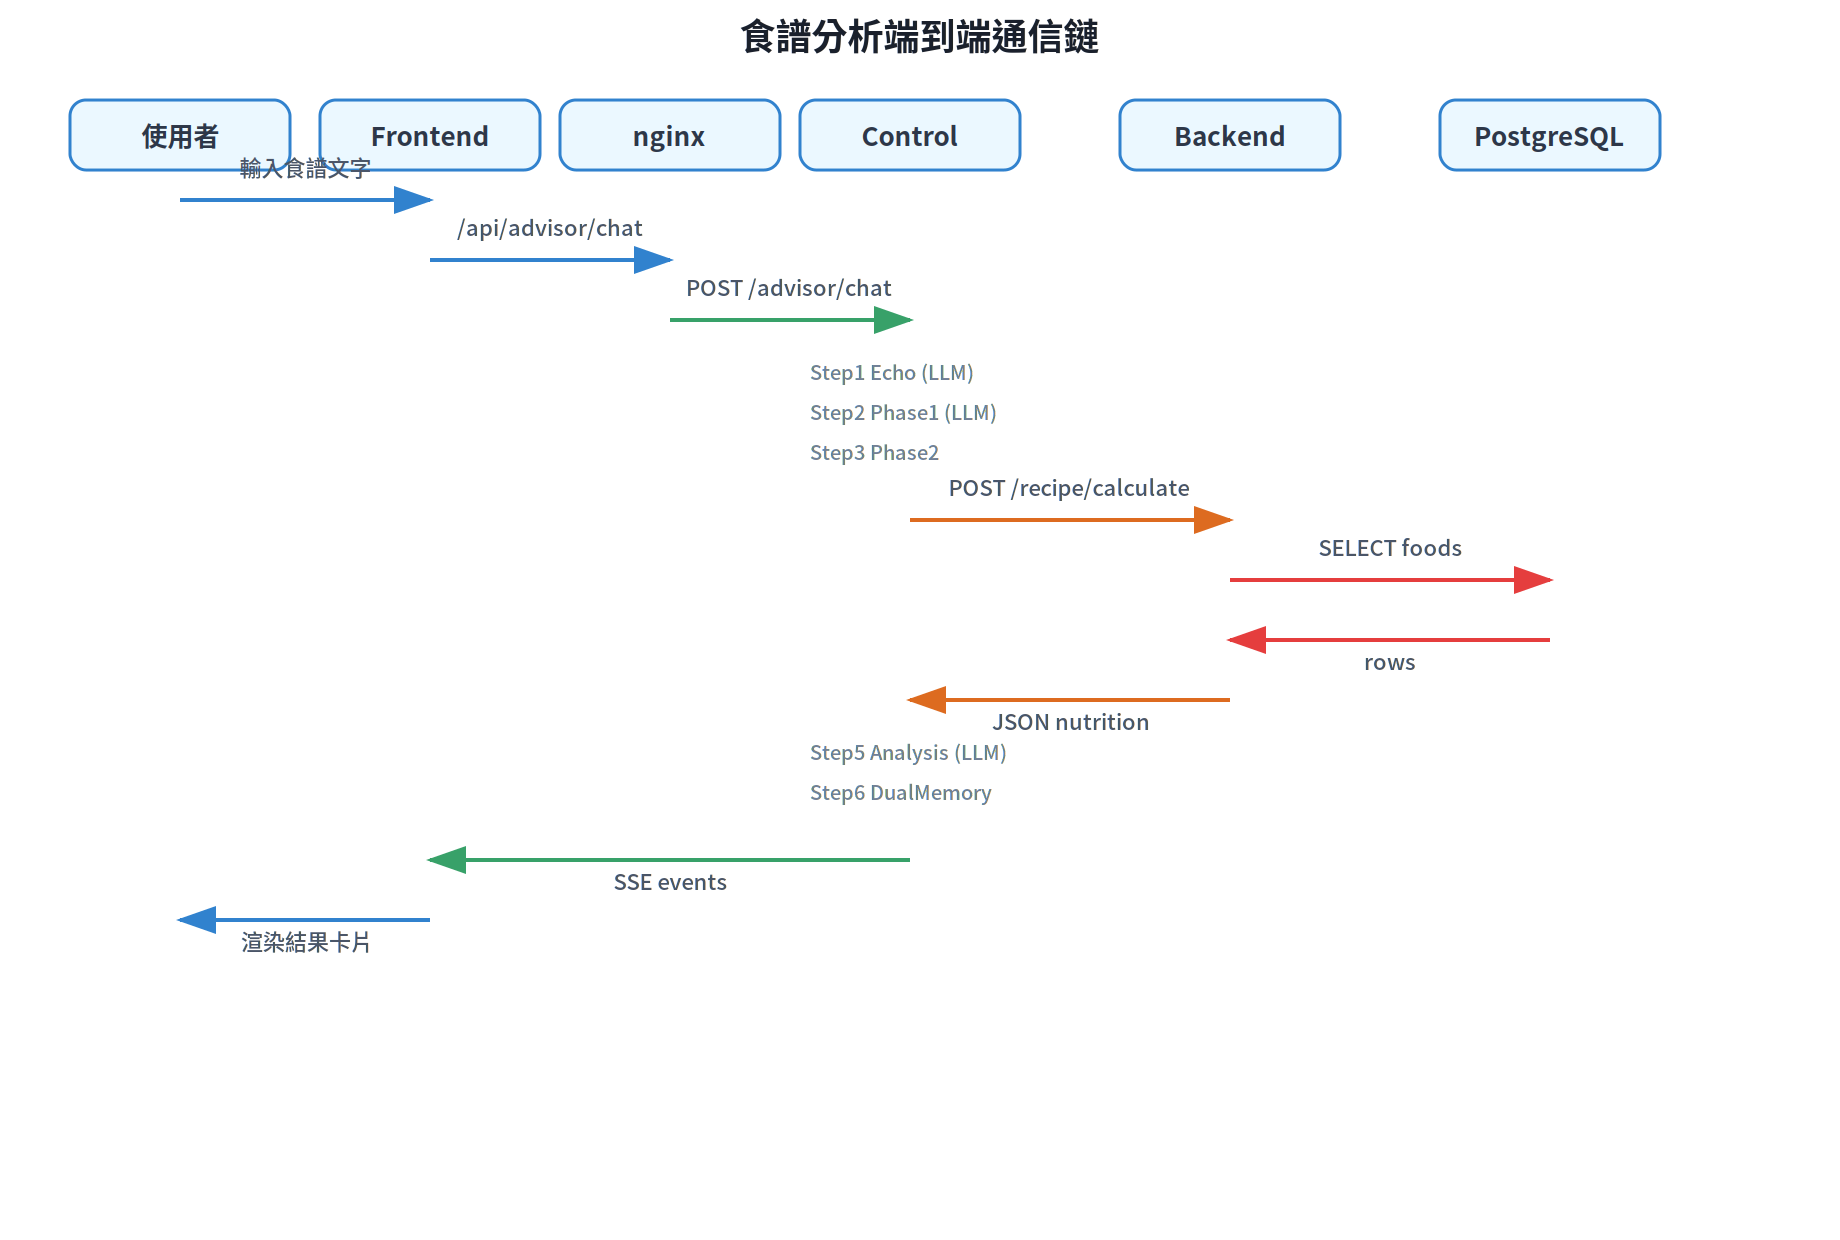 食譜分析端到端通信鏈
使用者
Frontend
nginx
Control
Backend
PostgreSQL
輸入食譜文字
/api/advisor/chat
POST /advisor/chat
Step1 Echo (LLM)
Step2 Phase1 (LLM)
Step3 Phase2
POST /recipe/calculate
SELECT foods
rows
JSON nutrition
Step5 Analysis (LLM)
Step6 DualMemory
SSE events
渲染結果卡片